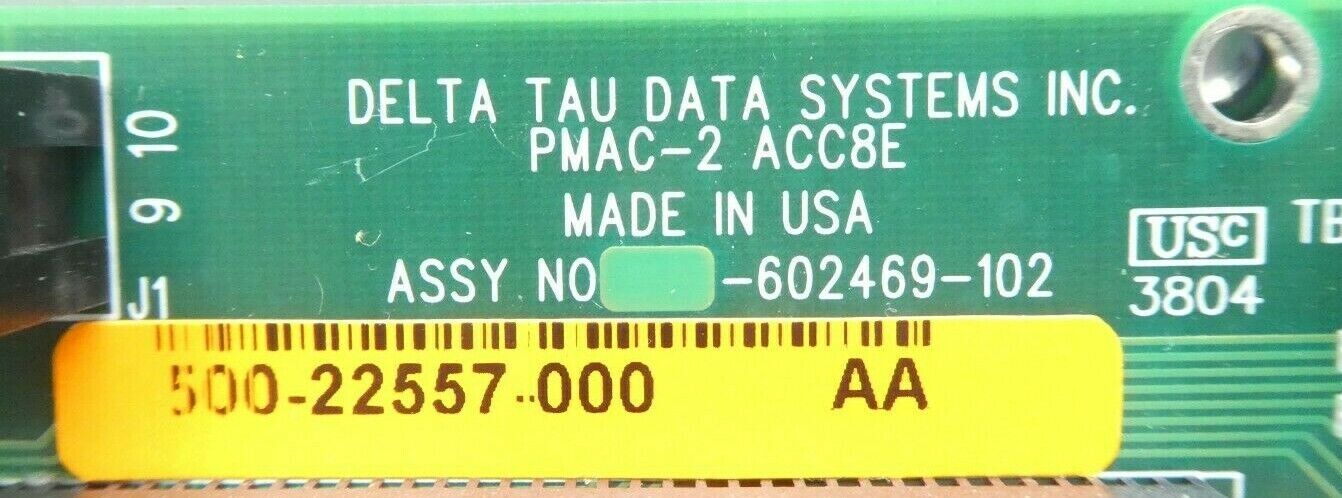 DELTA TAU DATA SYSTEMS INC.
PMAC-2 ACC8E
MADE IN USA
ASSY NO -602469-102
10
9
J1
USC
3804
TB
500-22557-000 AA